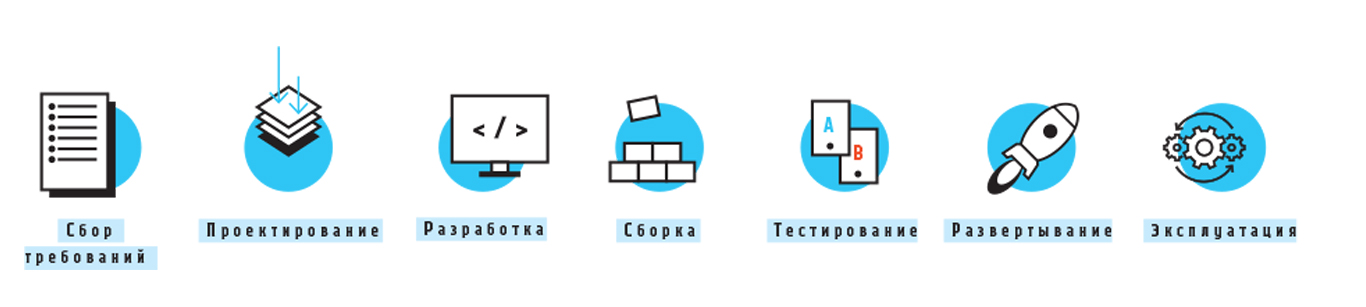 Сбор
требований
Проектирование
Разработка
Сборка
Тестирование
Развертывание
Эксплуатация
</>
A
B